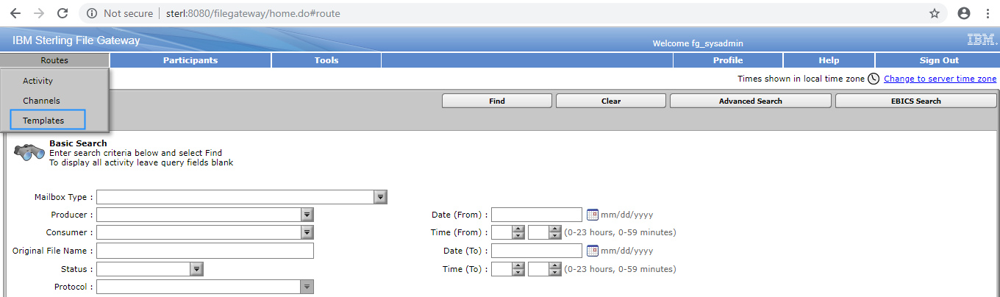 Not secure | sterl:8080/filegateway/home.do#route
IBM Sterling File Gateway
Welcome fg_sysadmin
IBM.
Routes Participants Tools Profile Help Sign Out
Activity
Channels
Templates
Times shown in local time zone Change to server time zone
Find Clear Advanced Search EBICS Search
Basic Search
Enter search criteria below and select Find
To display all activity leave query fields blank
Mailbox Type :
Producer : Date (From) : mm/dd/yyyy
Consumer : Time (From) : (0-23 hours, 0-59 minutes)
Original File Name : Date (To) : mm/dd/yyyy
Status : Time (To) : (0-23 hours, 0-59 minutes)
Protocol :